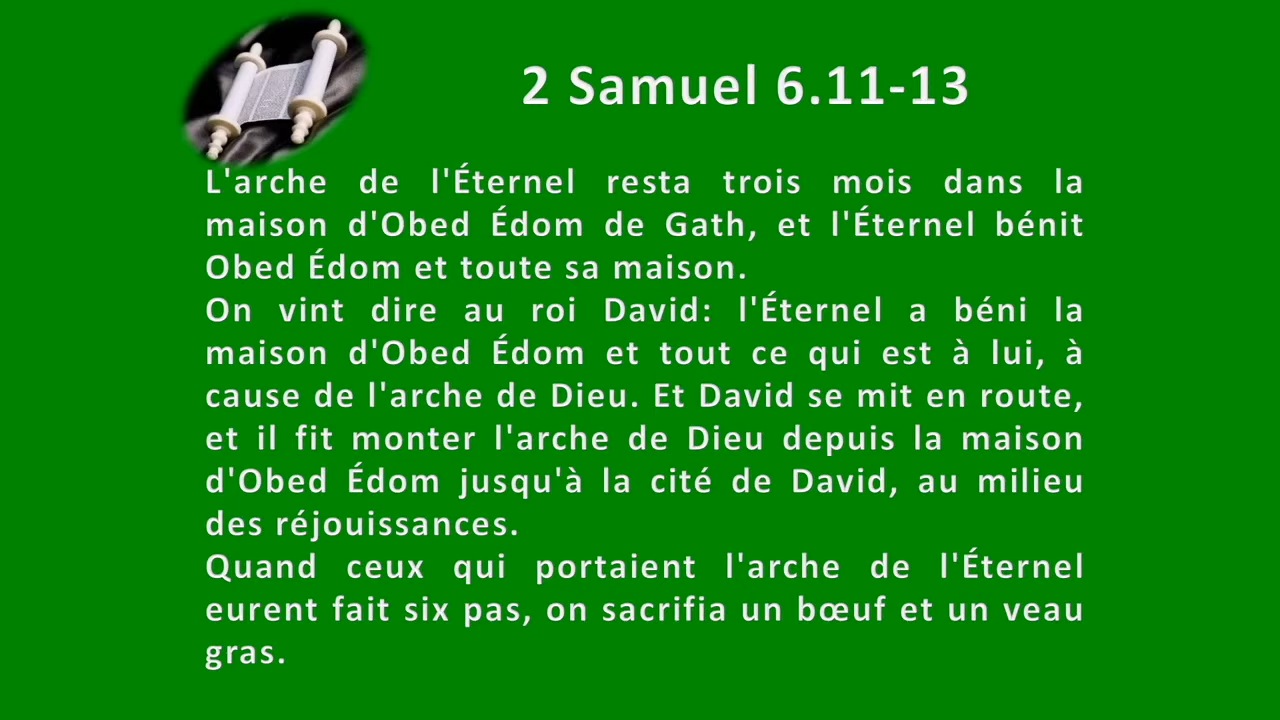 2 Samuel 6.11-13
L'arche de l'Éternel resta trois mois dans la
maison d'Obed Édom de Gath, et l'Éternel bénit
Obed Édom et toute sa maison.
On vint dire au roi David: l'Éternel a béni la
maison d'Obed Édom et tout ce qui est à lui, à
cause de l'arche de Dieu. Et David se mit en route,
et il fit monter l'arche de Dieu depuis la maison
d'Obed Édom jusqu'à la cité de David, au milieu
des réjouissances.
Quand ceux qui portaient l'arche de l'Éternel
eurent fait six pas, on sacrifia un bœuf et un veau
gras.